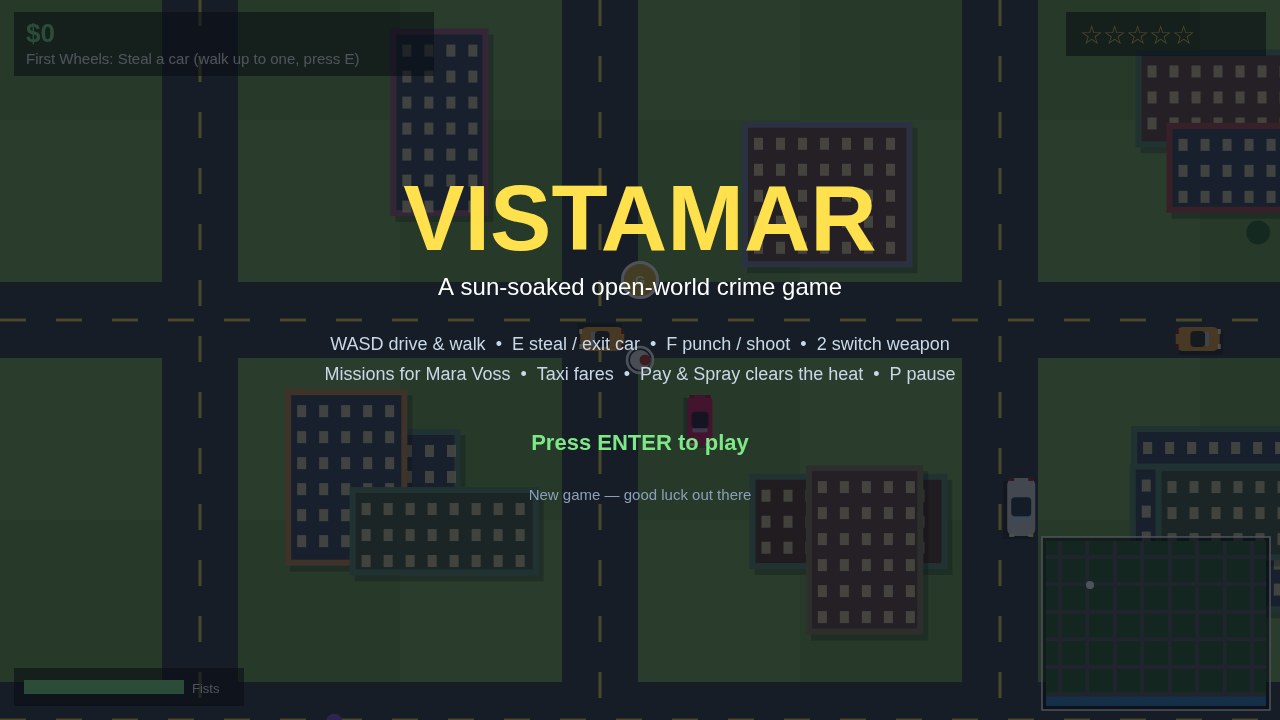 $0
First Wheels: Steal a car (walk up to one, press E)
☆☆☆☆☆
VISTAMAR
A sun-soaked open-world crime game
WASD drive & walk • E steal / exit car • F punch / shoot • 2 switch weapon
Missions for Mara Voss • Taxi fares • Pay & Spray clears the heat • P pause
Press ENTER to play
New game — good luck out there
Fists